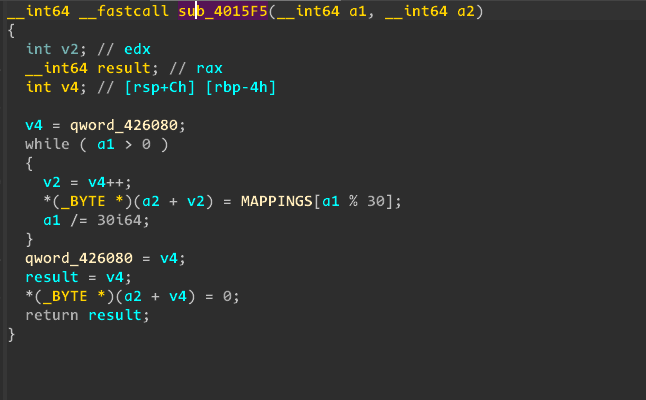 __int64 __fastcall sub_4015F5(__int64 a1, __int64 a2)
{
int v2; // edx
__int64 result; // rax
int v4; // [rsp+Ch] [rbp-4h]
v4 = qword_426080;
while ( a1 > 0 )
{
v2 = v4++;
*(_BYTE *)(a2 + v2) = MAPPINGS[a1 % 30];
a1 /= 30i64;
}
qword_426080 = v4;
result = v4;
*(_BYTE *)(a2 + v4) = 0;
return result;
}